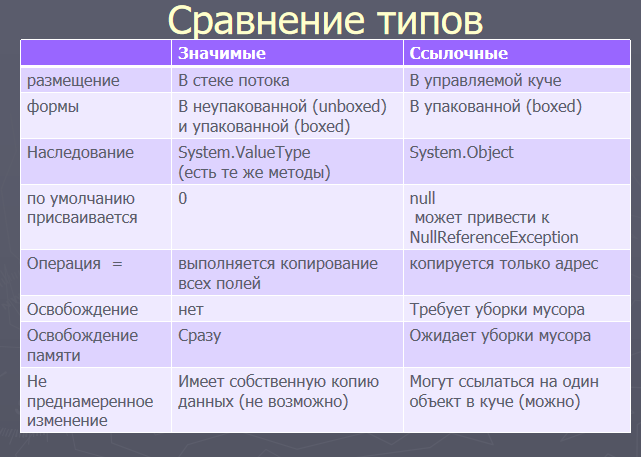 Сравнение типов
Значимые Ссылочные
размещение В стеке потока В управляемой куче
формы В неупакованной (unboxed) В упакованной (boxed)
и упакованной (boxed)
Наследование System.ValueType System.Object
(есть те же методы)
по умолчанию 0 null
присваивается может привести к
NullReferenceException
Операция = выполняется копирование копируется только адрес
всех полей
Освобождение нет Требует уборки мусора
Освобождение Сразу Ожидает уборки мусора
памяти
Не Имеет собственную копию Могут ссылаться на один
преднамеренное данных (не возможно) объект в куче (можно)
изменение